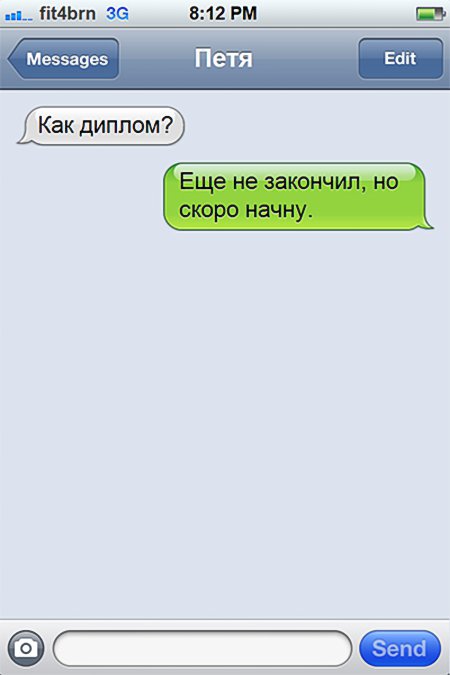 fit4brn 3G 8:12 PM
Messages Петя Edit
Как диплом?
Еще не закончил, но
скоро начну.
Send